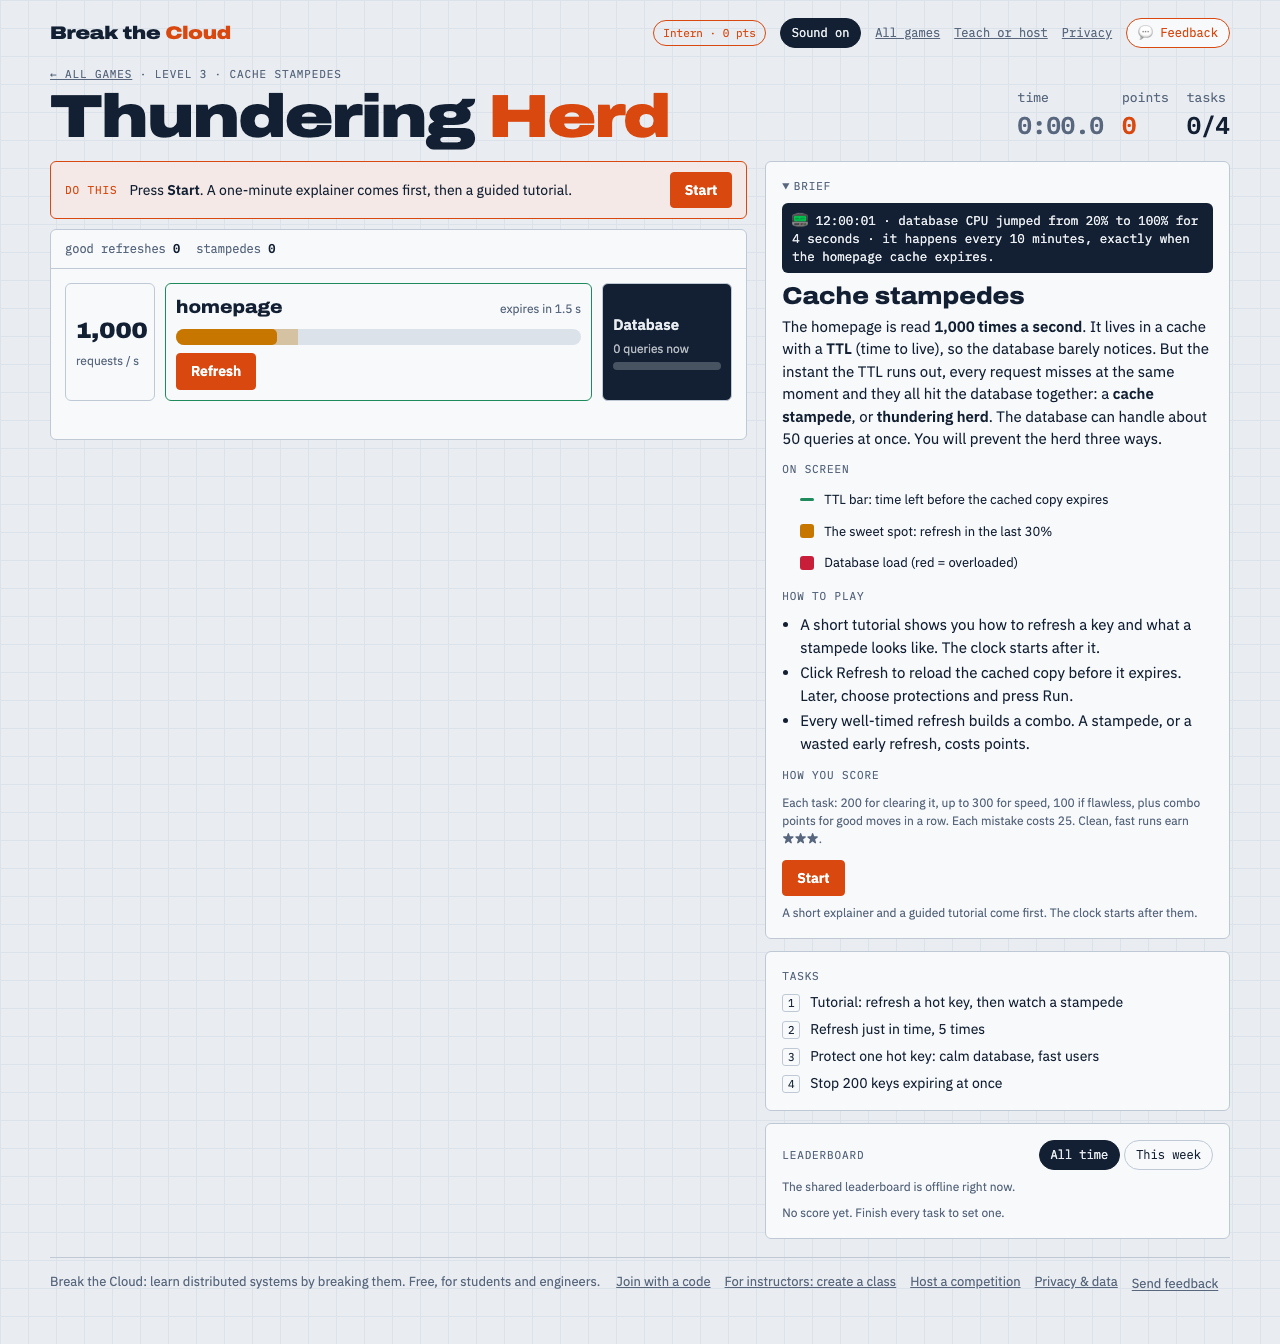 Break the Cloud
Intern · 0 pts
Sound on
All games
Teach or host
Privacy
💬 Feedback
← ALL GAMES · LEVEL 3 · CACHE STAMPEDES
Thundering Herd
time
0:00.0
points
0
tasks
0/4
DO THIS Press Start. A one-minute explainer comes first, then a guided tutorial.
Start
good refreshes 0 stampedes 0
1,000
requests / s
homepage
expires in 1.5 s
Refresh
Database
0 queries now
▼ BRIEF
12:00:01 · database CPU jumped from 20% to 100% for
4 seconds · it happens every 10 minutes, exactly when
the homepage cache expires.
Cache stampedes
The homepage is read 1,000 times a second. It lives in a cache
with a TTL (time to live), so the database barely notices. But the
instant the TTL runs out, every request misses at the same
moment and they all hit the database together: a cache
stampede, or thundering herd. The database can handle about
50 queries at once. You will prevent the herd three ways.
ON SCREEN
TTL bar: time left before the cached copy expires
The sweet spot: refresh in the last 30%
Database load (red = overloaded)
HOW TO PLAY
• A short tutorial shows you how to refresh a key and what a
stampede looks like. The clock starts after it.
• Click Refresh to reload the cached copy before it expires.
Later, choose protections and press Run.
• Every well-timed refresh builds a combo. A stampede, or a
wasted early refresh, costs points.
HOW YOU SCORE
Each task: 200 for clearing it, up to 300 for speed, 100 if flawless, plus combo
points for good moves in a row. Each mistake costs 25. Clean, fast runs earn
★★★.
Start
A short explainer and a guided tutorial come first. The clock starts after them.
TASKS
1 Tutorial: refresh a hot key, then watch a stampede
2 Refresh just in time, 5 times
3 Protect one hot key: calm database, fast users
4 Stop 200 keys expiring at once
LEADERBOARD
All time
This week
The shared leaderboard is offline right now.
No score yet. Finish every task to set one.
Break the Cloud: learn distributed systems by breaking them. Free, for students and engineers.
Join with a code
For instructors: create a class
Host a competition
Privacy & data
Send feedback